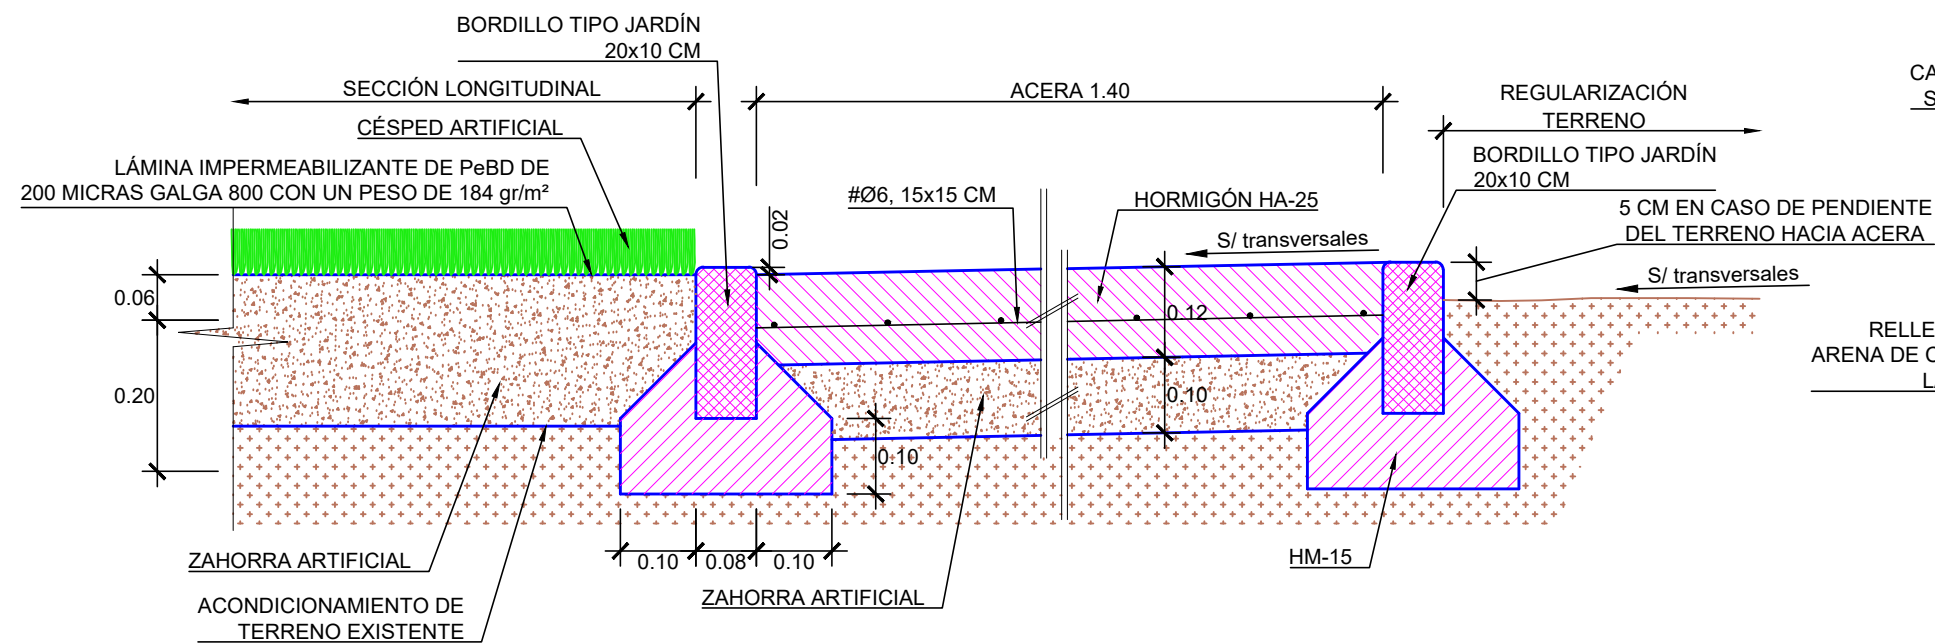 BORDILLO TIPO JARDÍN
20x10 CM
SECCIÓN LONGITUDINAL
ACERA 1.40
REGULARIZACIÓN
TERRENO
CÉSPED ARTIFICIAL
BORDILLO TIPO JARDÍN
20x10 CM
LÁMINA IMPERMEABILIZANTE DE PeBD DE
200 MICRAS GALGA 800 CON UN PESO DE 184 gr/m²
#Ø6, 15x15 CM
HORMIGÓN HA-25
5 CM EN CASO DE PENDIENTE
DEL TERRENO HACIA ACERA
0.02
S/ transversales
S/ transversales
0.06
0.12
0.20
0.10
0.10
0.10
0.08
0.10
HM-15
ZAHORRA ARTIFICIAL
ZAHORRA ARTIFICIAL
ACONDICIONAMIENTO DE
TERRENO EXISTENTE
CA
S
RELLE
ARENA DE C
L